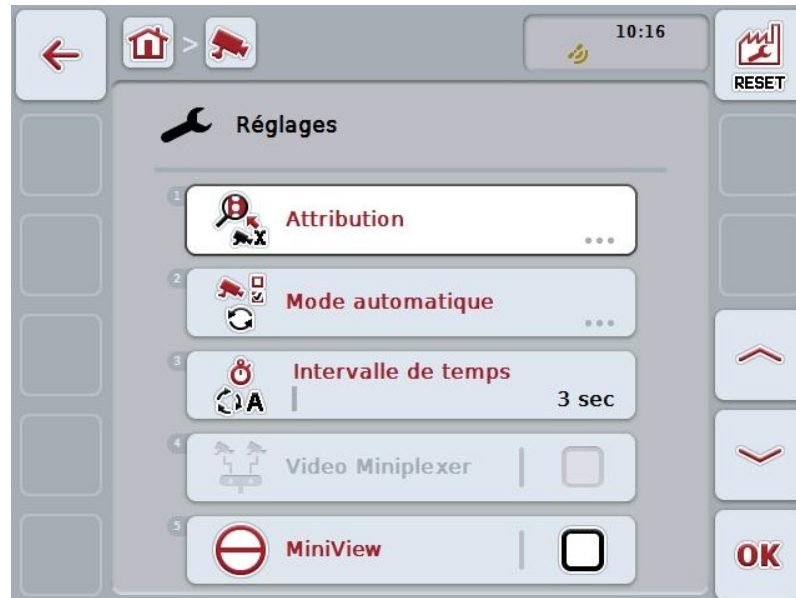 10:16
RESET
Réglages
1
Attribution
X
...
2
Mode automatique
...
3
Intervalle de temps
A
3 sec
4
Video Miniplexer
5
MiniView
OK